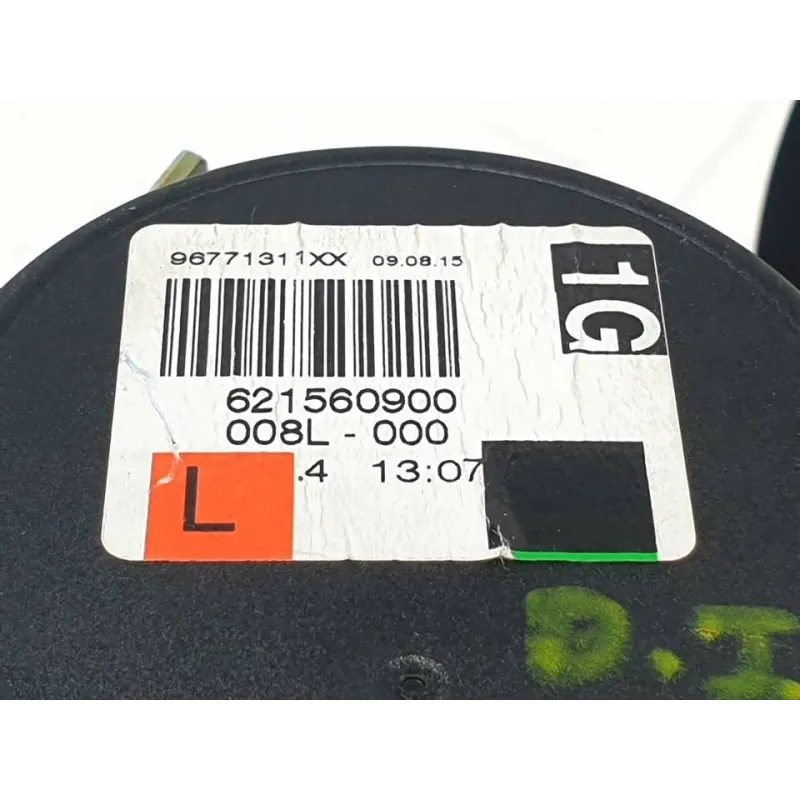 96771311XX 09.08.15
1G
621560900
008L - 000
.4 13:07
L
D.I